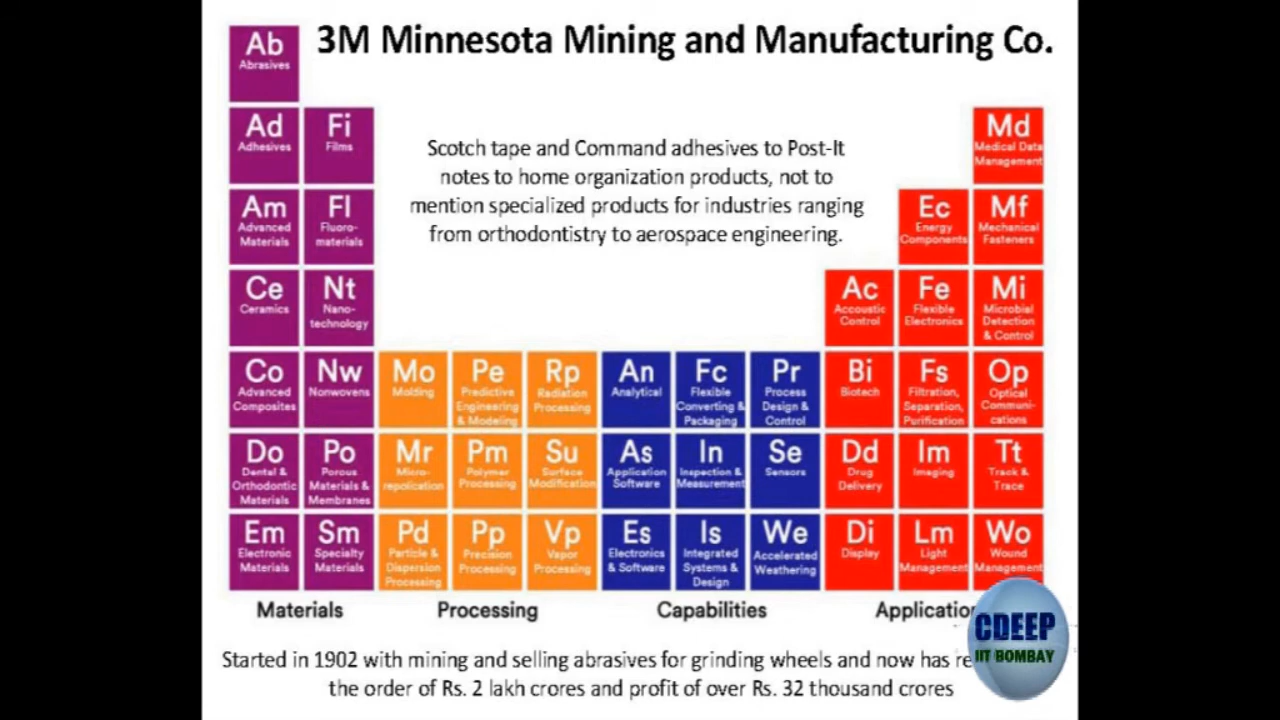 3M Minnesota Mining and Manufacturing Co.
Ab
Abrasives
Ad
Adhesives
Fi
Films
Scotch tape and Command adhesives to Post-It
notes to home organization products, not to
mention specialized products for industries ranging
from orthodontistry to aerospace engineering.
Md
Medical Data
Management
Am
Advanced
Materials
Fl
Fluoro-
materials
Ec
Energy
Components
Mf
Mechanical
Fasteners
Ce
Ceramics
Nt
Nano-
technology
Ac
Accoustic
Control
Fe
Flexible
Electronics
Mi
Microbial
Detection
& Control
Co
Advanced
Composites
Nw
Nonwovens
Mo
Molding
Pe
Predictive
Engineering
& Modeling
Rp
Radiation
Processing
An
Analytical
Fc
Flexible
Converting &
Packaging
Pr
Process
Design &
Control
Bi
Biotech
Fs
Filtration,
Separation,
Purification
Op
Optical
Communi-
cations
Do
Dental &
Orthodontic
Materials
Po
Porous
Materials &
Membranes
Mr
Micro-
replication
Pm
Polymer
Processing
Su
Surface
Modification
As
Application
Software
In
Inspection &
Measurement
Se
Sensors
Dd
Drug
Delivery
Im
Imaging
Tt
Track &
Trace
Em
Electronic
Materials
Sm
Specialty
Materials
Pd
Particle &
Dispersion
Processing
Pp
Precision
Processing
Vp
Vapor
Processing
Es
Electronics
& Software
Is
Integrated
Systems &
Design
We
Accelerated
Weathering
Di
Display
Lm
Light
Management
Wo
Wound
Management
Materials
Processing
Capabilities
Application
CDEEP
IIT BOMBAY
Started in 1902 with mining and selling abrasives for grinding wheels and now has
the order of Rs. 2 lakh crores and profit of over Rs. 32 thousand crores